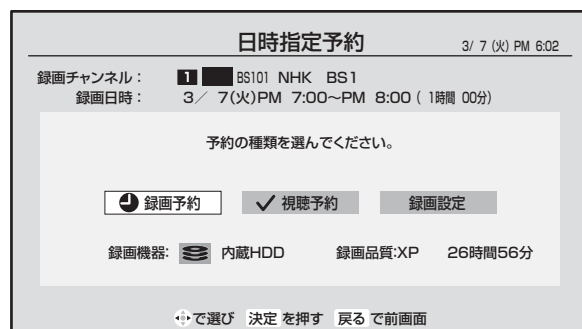 日時指定予約 3/ 7 (火) PM 6:02
録画チャンネル： 1 BS101 NHK BS1
録画日時： 3／ 7(火)PM 7:00〜PM 8:00 ( 1時間 00分)
予約の種類を選んでください。
録画予約 視聴予約 録画設定
録画機器: 内蔵HDD 録画品質:XP 26時間56分
で選び 決定 を押す 戻る で前画面